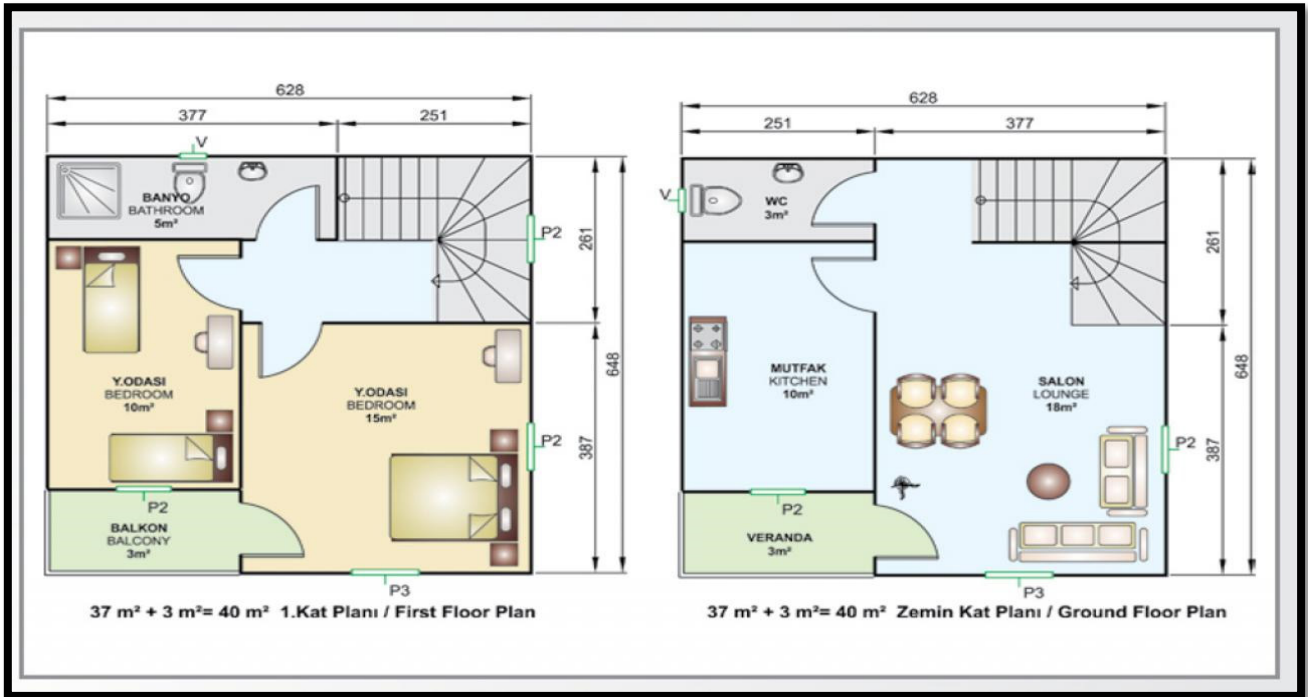 628
377
251
V
BANYO
BATHROOM
5m²
P2
261
Y.ODASI
BEDROOM
10m²
Y.ODASI
BEDROOM
15m²
648
P2
387
P2
BALKON
BALCONY
3m²
P3
37 m² + 3 m²= 40 m² 1.Kat Planı / First Floor Plan
628
251
377
V
WC
3m²
261
MUTFAK
KITCHEN
10m²
SALON
LOUNGE
18m²
648
P2
387
P2
VERANDA
3m²
P3
37 m² + 3 m²= 40 m² Zemin Kat Planı / Ground Floor Plan